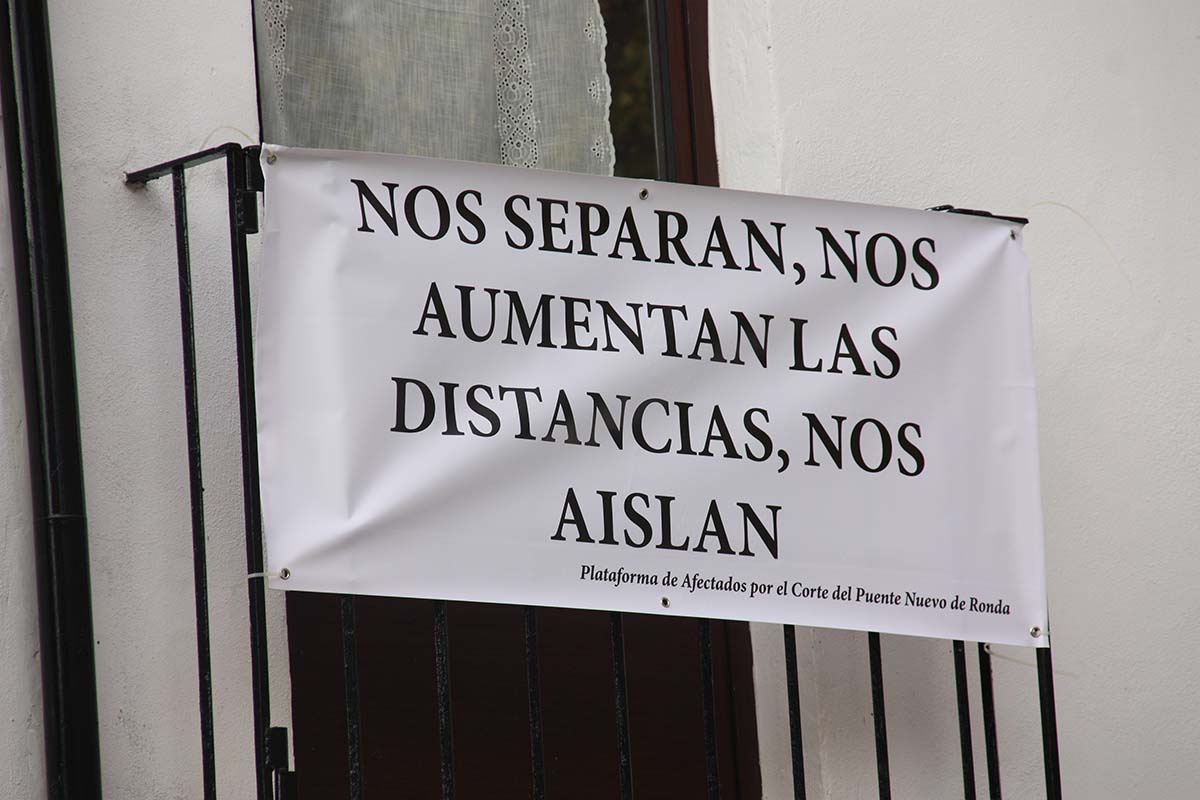 NOS SEPARAN, NOS
AUMENTAN LAS
DISTANCIAS, NOS
AISLAN
Plataforma de Afectados por el Corte del Puente Nuevo de Ronda